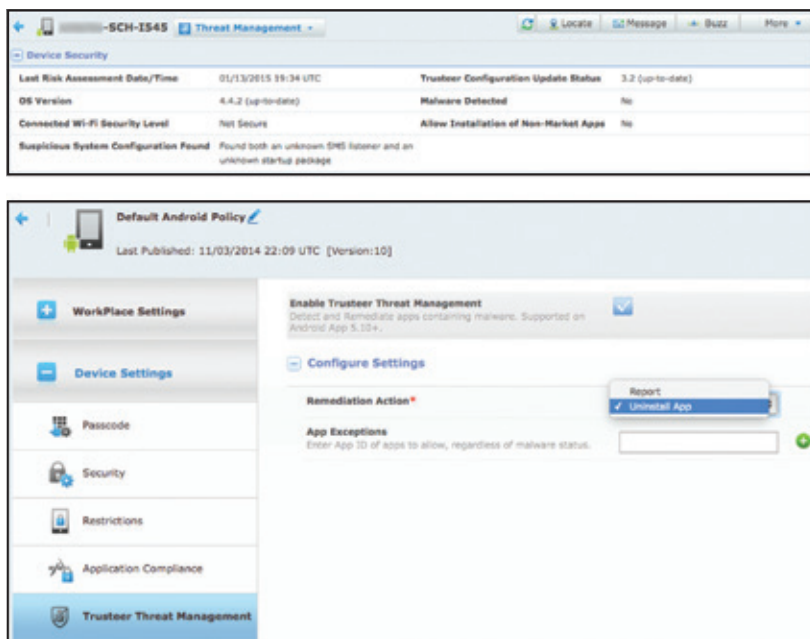 -SCH-I545 Threat Management
Locate Message Buzz More
Device Security
Last Risk Assessment Date/Time 01/13/2015 19:34 UTC Trusteer Configuration Update Status 3.2 (up-to-date)
OS Version 4.4.2 (up-to-date) Malware Detected No
Connected Wi-Fi Security Level Not Secure Allow Installation of Non-Market Apps No
Suspicious System Configuration Found Found both an unknown SMS listener and an
unknown startup package
Default Android Policy
Last Published: 11/03/2014 22:09 UTC [Version:10]
WorkPlace Settings
Device Settings
Passcode
Security
Restrictions
Application Compliance
Trusteer Threat Management
Enable Trusteer Threat Management
Detect and Remediate apps containing malware. Supported on
Android App 5.10+.
Configure Settings
Remediation Action*
Report
✓ Uninstall App
App Exceptions
Enter App ID of apps to allow, regardless of malware status.